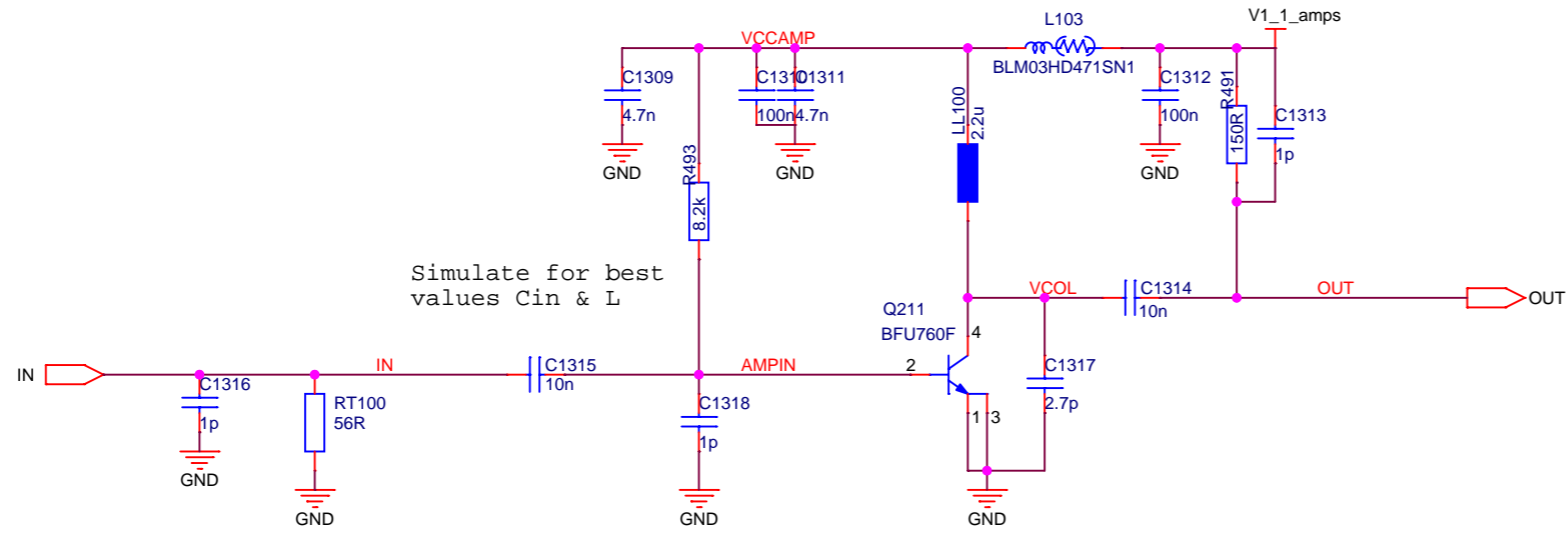 V1_1_amps
L103
VCCAMP
BLM03HD471SN1
C1309
4.7n
GND
C1310
100n
C1311
4.7n
GND
LL100
2.2u
C1312
100n
GND
R491
150R
C1313
1p
R493
8.2k
Simulate for best
values Cin & L
VCOL
C1314
10n
OUT
OUT
Q211
BFU760F
4
IN
IN
C1315
10n
AMPIN
2
C1316
1p
GND
RT100
56R
GND
C1318
1p
GND
1
3
C1317
2.7p
GND